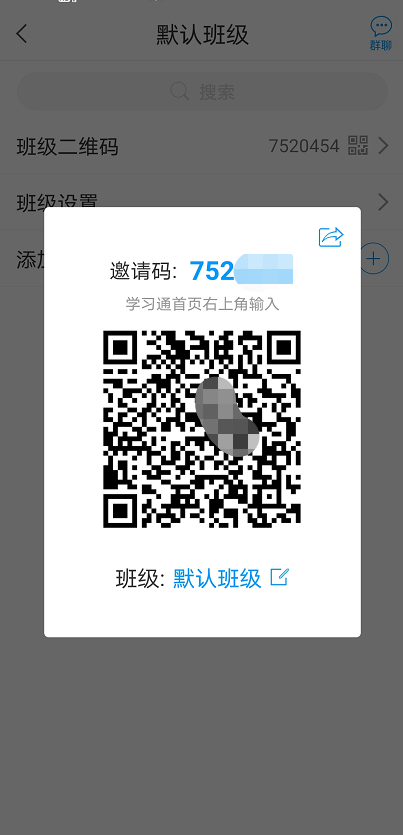 默认班级
群聊
搜索
班级二维码 7520454
班级设置
添加
邀请码: 752
学习通首页右上角输入
班级: 默认班级